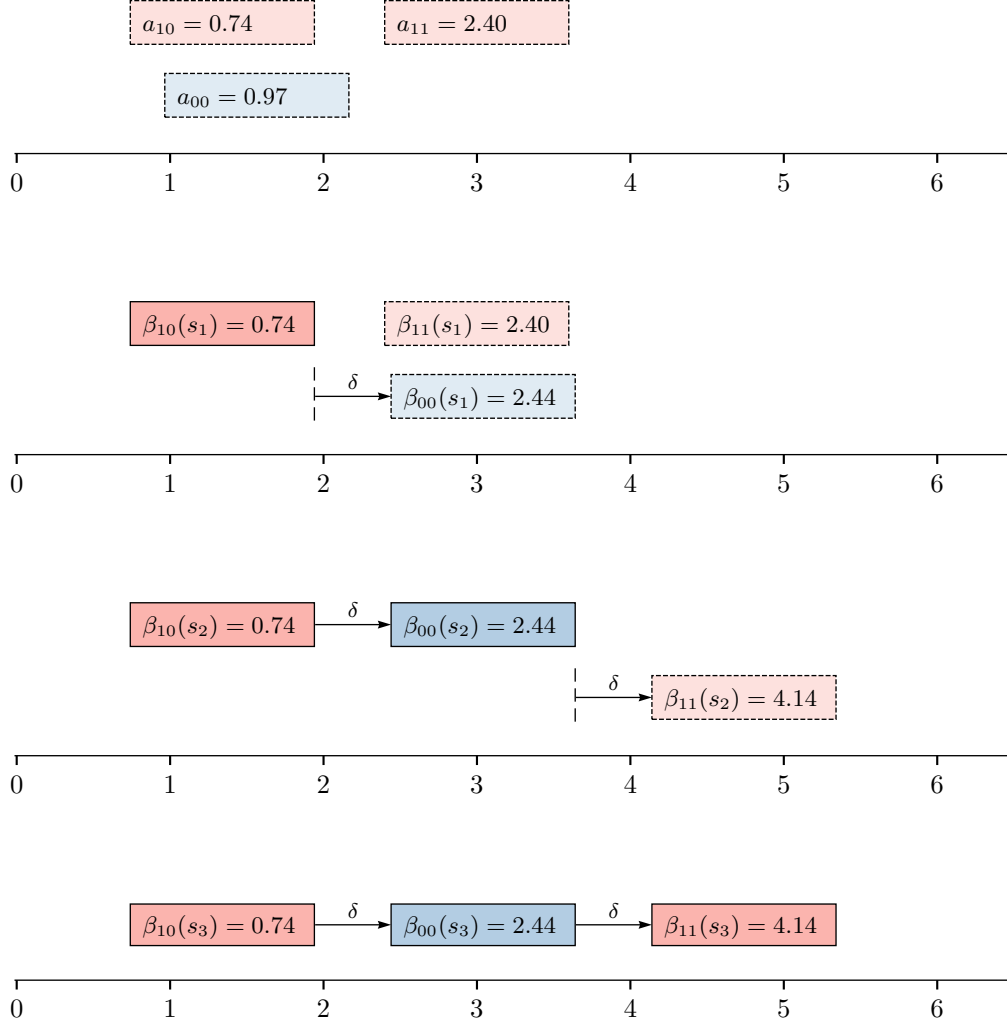 a₁₀ = 0.74 a₁₁ = 2.40
a₀₀ = 0.97
0 1 2 3 4 5 6
β₁₀(s₁) = 0.74 β₁₁(s₁) = 2.40
δ β₀₀(s₁) = 2.44
0 1 2 3 4 5 6
β₁₀(s₂) = 0.74 δ β₀₀(s₂) = 2.44
δ β₁₁(s₂) = 4.14
0 1 2 3 4 5 6
β₁₀(s₃) = 0.74 δ β₀₀(s₃) = 2.44 δ β₁₁(s₃) = 4.14
0 1 2 3 4 5 6